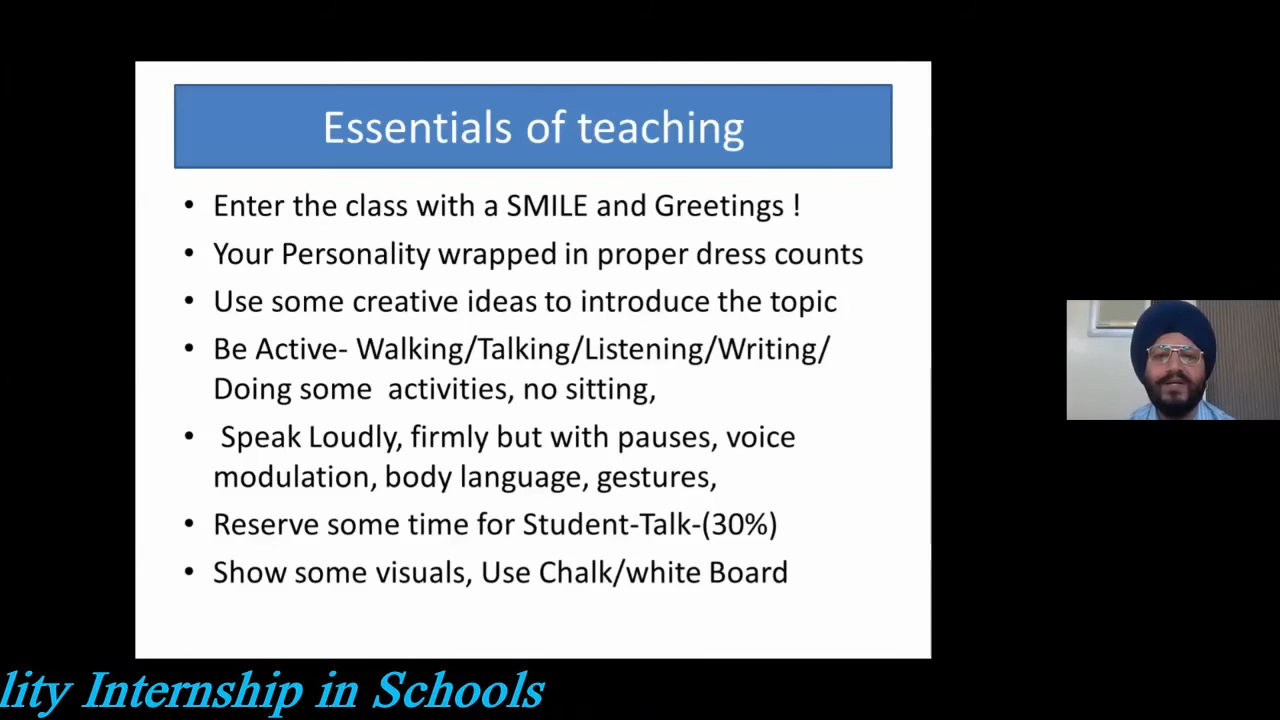 Essentials of teaching
• Enter the class with a SMILE and Greetings !
• Your Personality wrapped in proper dress counts
• Use some creative ideas to introduce the topic
• Be Active- Walking/Talking/Listening/Writing/
Doing some activities, no sitting,
• Speak Loudly, firmly but with pauses, voice
modulation, body language, gestures,
• Reserve some time for Student-Talk-(30%)
• Show some visuals, Use Chalk/white Board
lity Internship in Schools